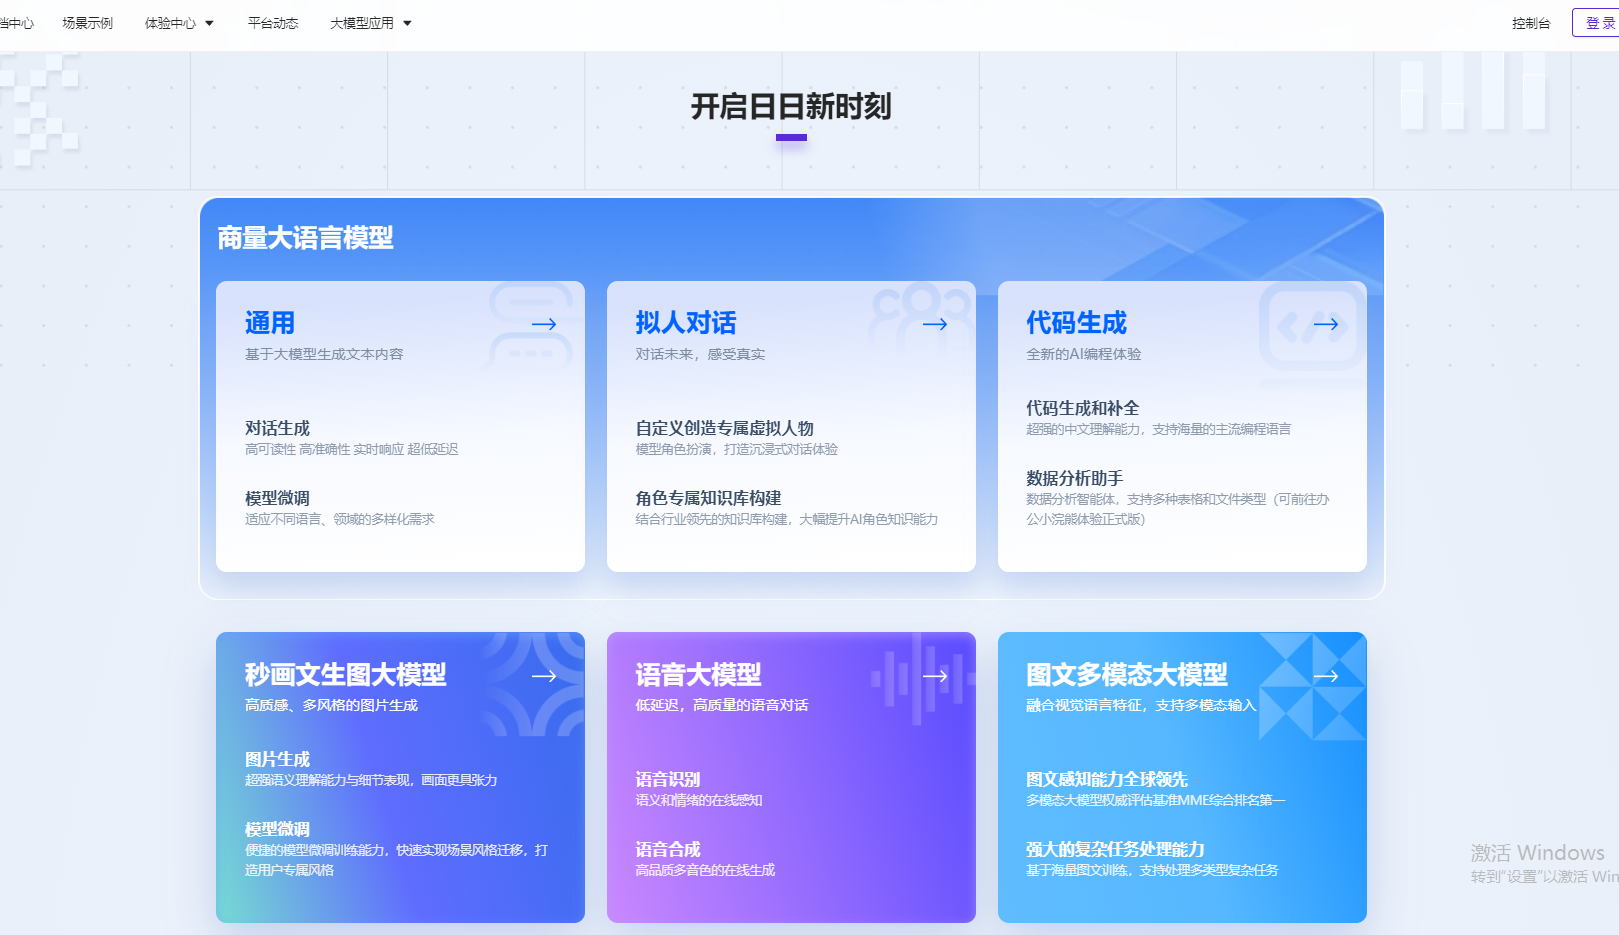 档中心 场景示例 体验中心 平台动态 大模型应用 控制台 登 录
开启日日新时刻
商量大语言模型
通用
基于大模型生成文本内容
对话生成
高可读性 高准确性 实时响应 超低延迟
模型微调
适应不同语言、领域的多样化需求
拟人对话
对话未来，感受真实
自定义创造专属虚拟人物
模型角色扮演，打造沉浸式对话体验
角色专属知识库构建
结合行业领先的知识库构建，大幅提升AI角色知识能力
代码生成
全新的AI编程体验
代码生成和补全
超强的中文理解能力，支持海量的主流编程语言
数据分析助手
数据分析智能体，支持多种表格和文件类型（可前往办
公小浣熊体验正式版）
秒画文生图大模型
高质感、多风格的图片生成
图片生成
超强语义理解能力与细节表现，画面更具张力
模型微调
便捷的模型微调训练能力，快速实现场景风格迁移，打
造用户专属风格
语音大模型
低延迟，高质量的语音对话
语音识别
语义和情绪的在线感知
语音合成
高品质多音色的在线生成
图文多模态大模型
融合视觉语言特征，支持多模态输入
图文感知能力全球领先
多模态大模型权威评估基准MME综合排名第一
强大的复杂任务处理能力
基于海量图文训练，支持处理多类型复杂任务
激活 Windows
转到"设置"以激活 Win